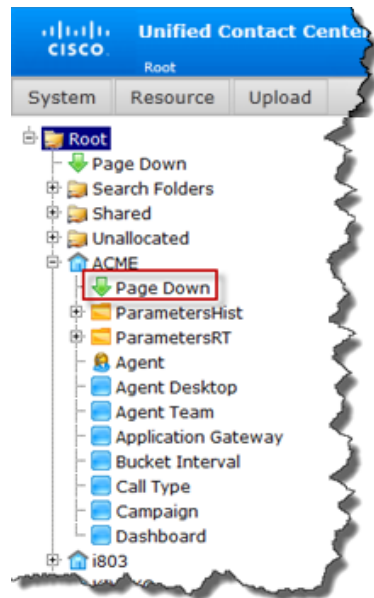 CISCO
Unified Contact Center
Root
System Resource Upload
Root
Page Down
Search Folders
Shared
Unallocated
ACME
Page Down
ParametersHist
ParametersRT
Agent
Agent Desktop
Agent Team
Application Gateway
Bucket Interval
Call Type
Campaign
Dashboard
i803